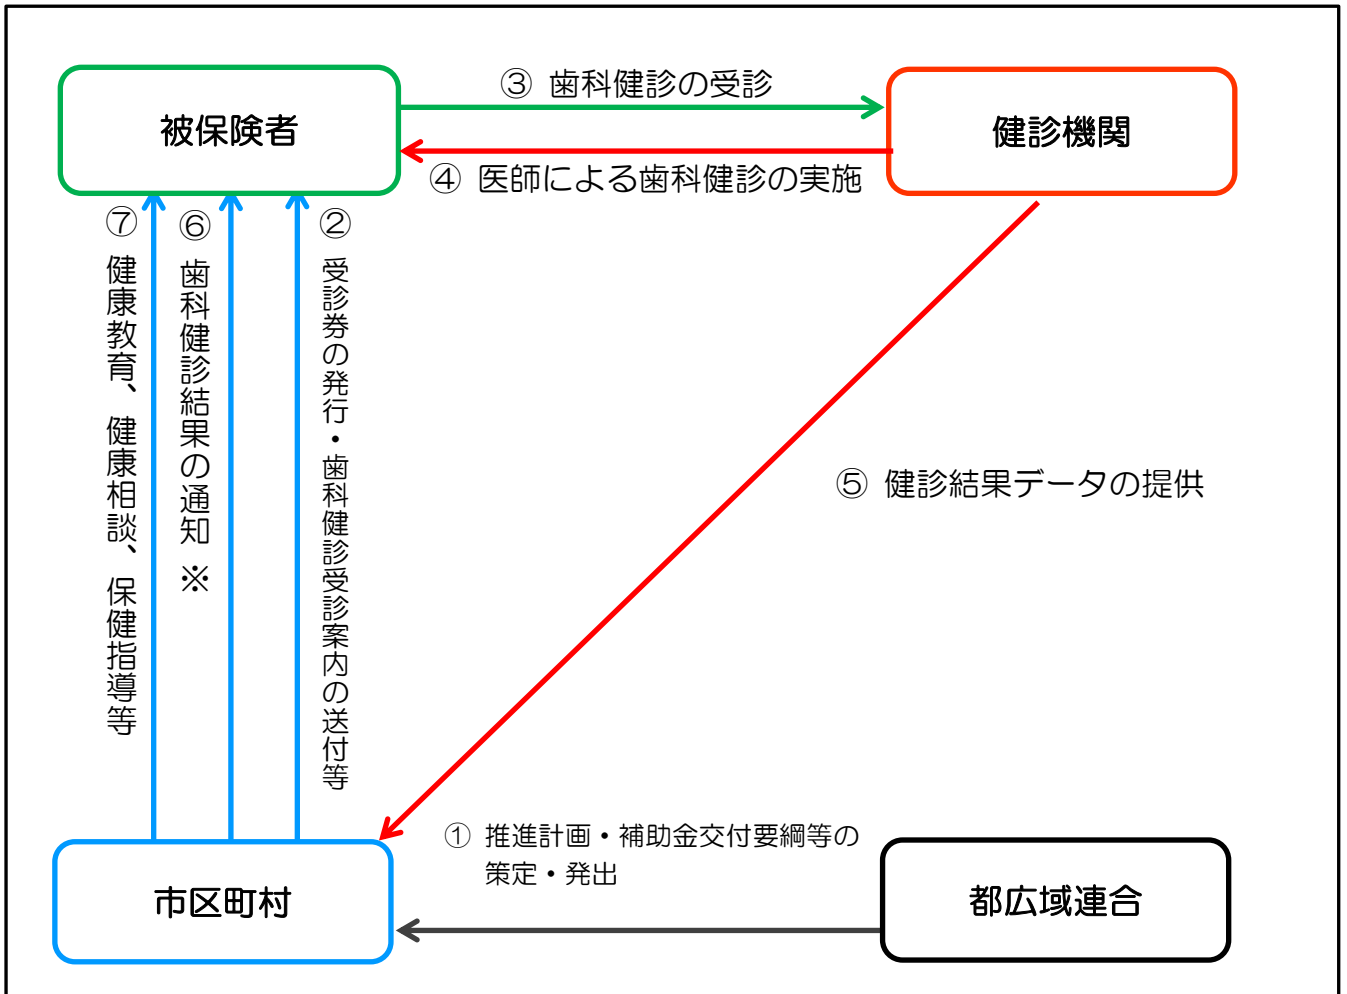 被保険者
③ 歯科健診の受診
健診機関
④ 医師による歯科健診の実施
⑦ 健康教育、健康相談、保健指導等
⑥ 歯科健診結果の通知 ※
② 受診券の発行・歯科健診受診案内の送付等
⑤ 健診結果データの提供
① 推進計画・補助金交付要綱等の
策定・発出
市区町村
都広域連合